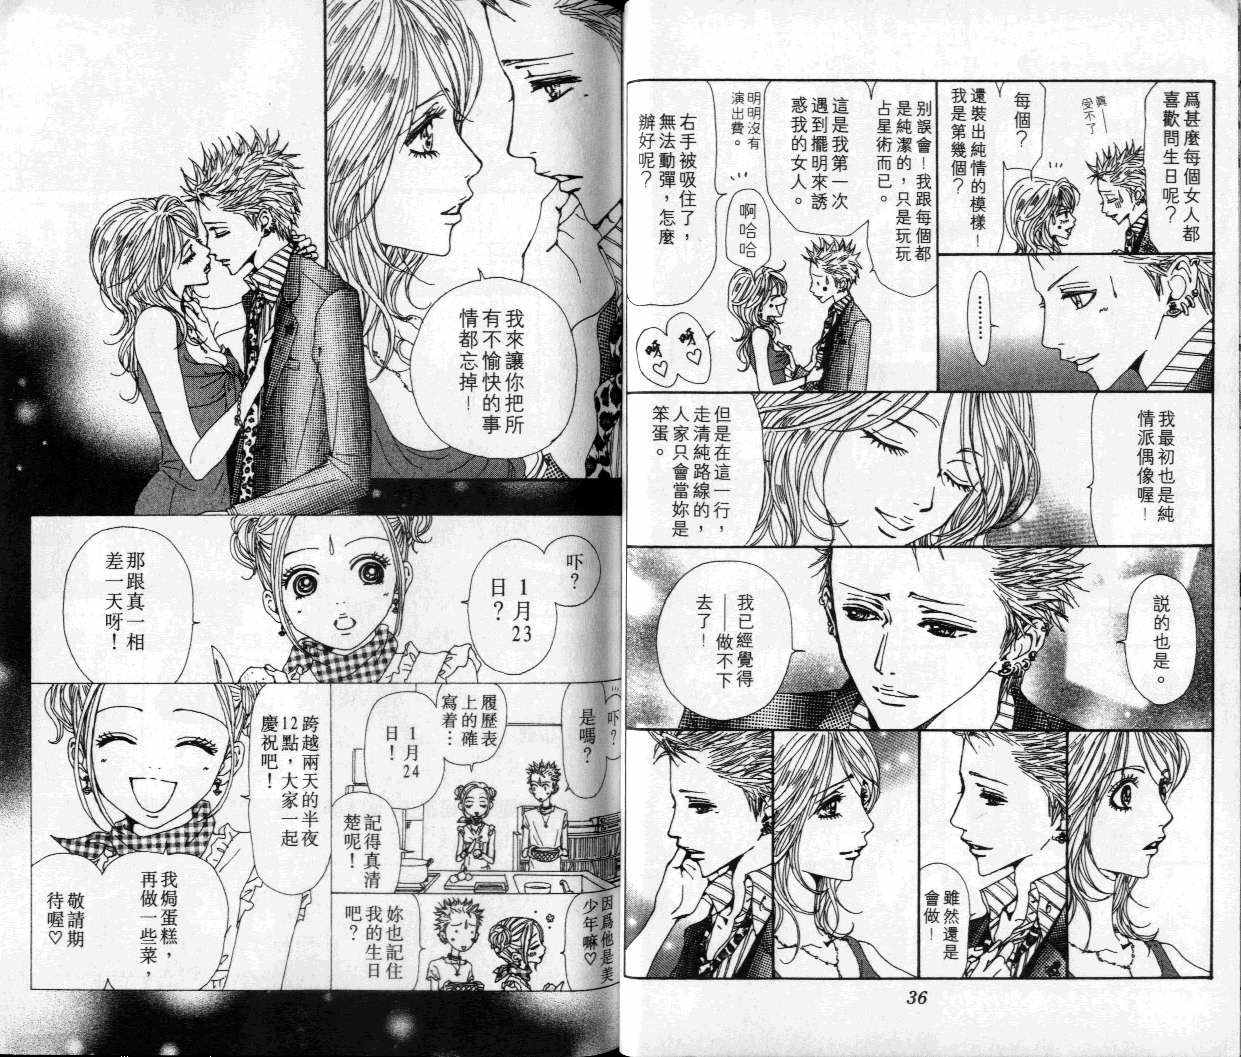 爲甚麼每個女人都
喜歡問生日呢？
眞——
受不了
每個？
還裝出純情的模樣！
我是第幾個？
別誤會！我跟每個都
是純潔的，只是玩玩
占星術而已。
這是我第一次
遇到擺明來誘
惑我的女人。
明明沒有
演出費。
啊哈哈
右手被吸住了，
無法動彈，怎麼
辦好呢？
呀♡
呀♡
…………
我最初也是純
情派偶像喔！
但是在這一行，
走清純路線的，
人家只會當妳是
笨蛋。
説的也是。
我已經覺得
——做不下
去了！
雖然還是
會做！
36
我來讓你把所
有不愉快的事
情都忘掉！
吓？
1月23
日？
那跟真一相
差一天呀！
吓？
是嗎？
履歷表
上的確
寫着…
1月24
日！
記得真清
楚呢！
因爲他是美
少年嘛♡
妳也記住
我的生日
吧？
跨越兩天的半夜
12點，大家一起
慶祝吧！
我焗蛋糕，
再做一些菜，
敬請期
待喔♡